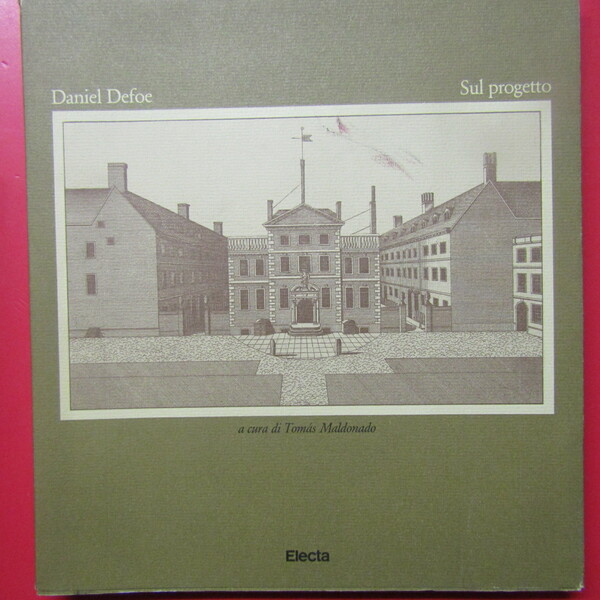 Daniel Defoe
Sul progetto
a cura di Tomás Maldonado
Electa